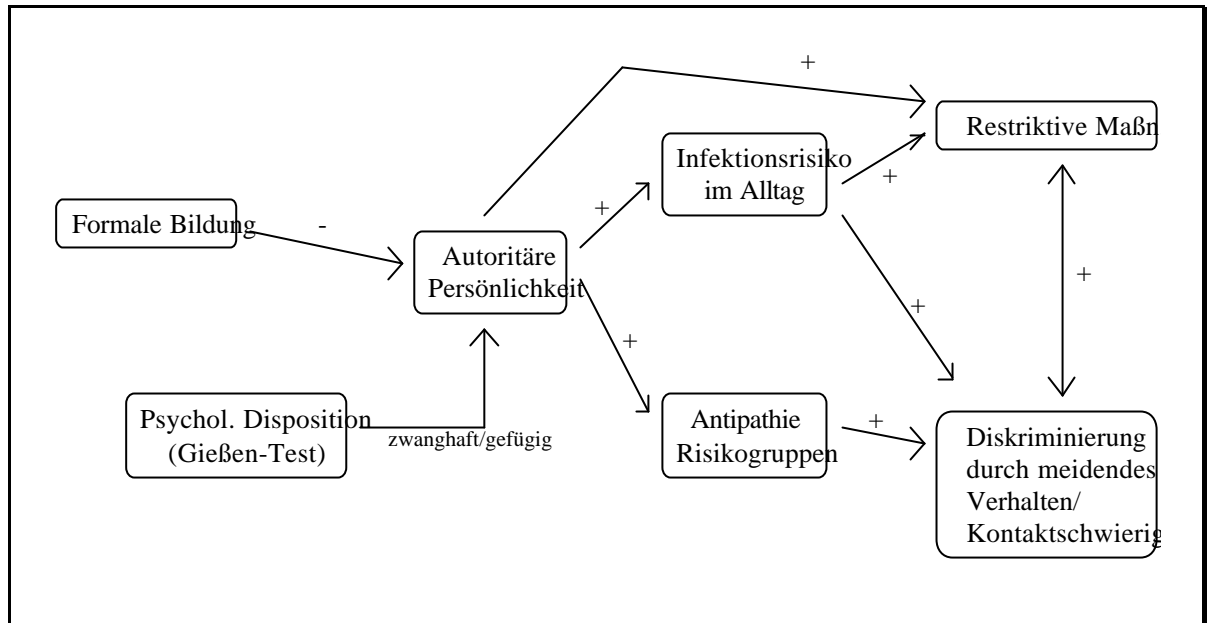 +
Restriktive Maßn
Infektionsrisiko
im Alltag
+
+
Formale Bildung
-
Autoritäre
Persönlichkeit
+
+
+
Psychol. Disposition
(Gießen-Test)
zwanghaft/gefügig
Antipathie
Risikogruppen
+
Diskriminierung
durch meidendes
Verhalten/
Kontaktschwierig